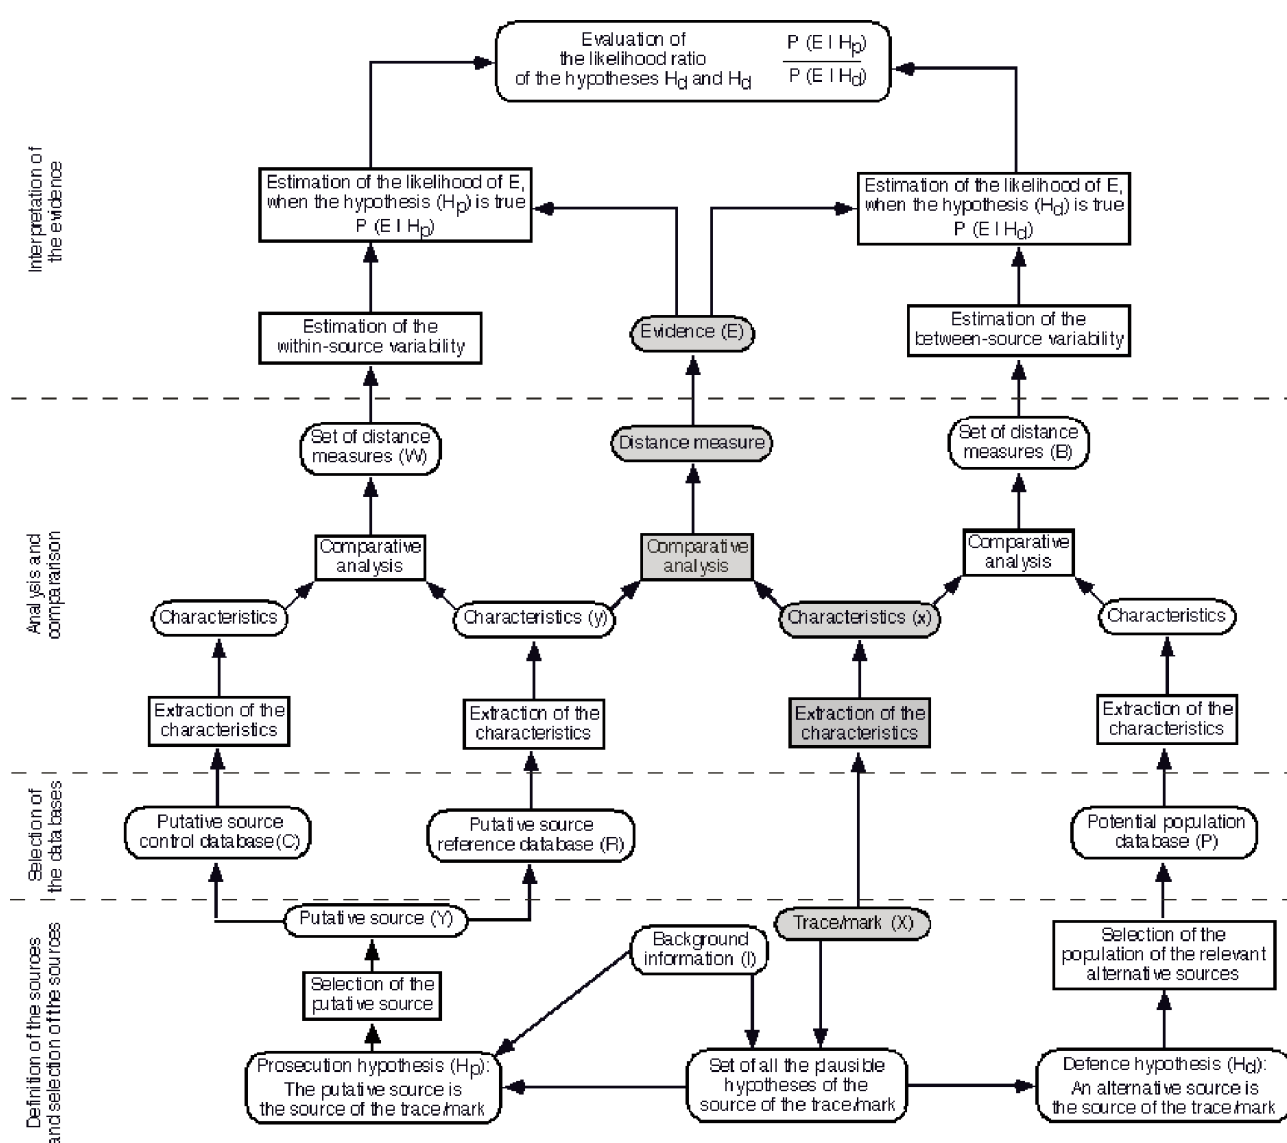 Evaluation of
the likelihood ratio
of the hypotheses Hd and Hd
P (E I Hp)
P (E I Hd)
Interpretation of
the evidence
Estimation of the likelihood of E,
when the hypothesis (Hp) is true
P (E I Hp)
Estimation of the likelihood of E,
when the hypothesis (Hd) is true
P (E I Hd)
Estimation of the
within-source variability
Evidence (E)
Estimation of the
between-source variability
Analysis and
compararison
Set of distance
measures (W)
Distance measure
Set of distance
measures (B)
Comparative
analysis
Comparative
analysis
Comparative
analysis
Characteristics
Characteristics (y)
Characteristics (x)
Characteristics
Extraction of the
characteristics
Extraction of the
characteristics
Extraction of the
characteristics
Extraction of the
characteristics
Selection of
the databases
Putative source
control database(C)
Putative source
reference database (R)
Potential population
database (P)
Definition of the sources
and selection of the sources
Putative source (Y)
Trace/mark (X)
Background
information (I)
Selection of the
population of the relevant
alternative sources
Selection of the
putative source
Prosecution hypothesis (Hp):
The putative source is
the source of the trace/mark
Set of all the plausible
hypotheses of the
source of the trace/mark
Defence hypothesis (Hd):
An alternative source is
the source of the trace/mark